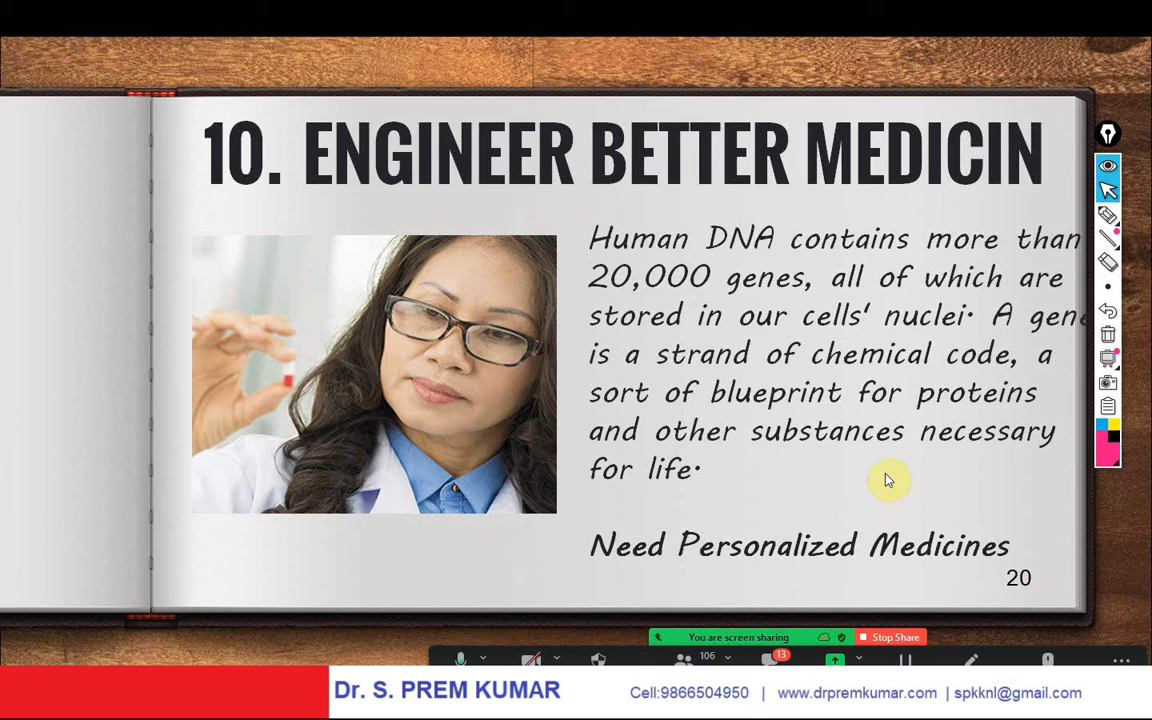 10. ENGINEER BETTER MEDICIN
Human DNA contains more than
20,000 genes, all of which are
stored in our cells' nuclei. A gene
is a strand of chemical code, a
sort of blueprint for proteins
and other substances necessary
for life.
Need Personalized Medicines
20
You are screen sharing
Stop Share
106
13
Dr. S. PREM KUMAR
Cell:9866504950 | www.drpremkumar.com | spkknl@gmail.com